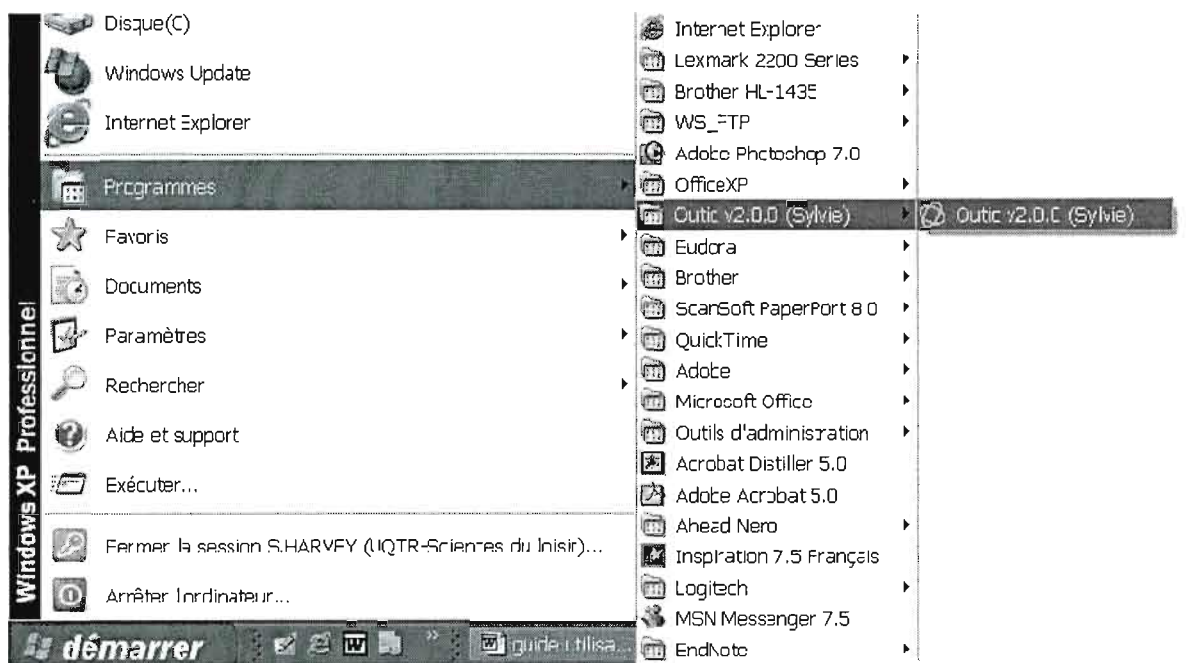 Disque(C)
Windows Update
Internet Explorer
Programmes
Favoris
Documents
Paramètres
Rechercher
Aide et support
Exécuter...
Fermer la session S.HARVEY (UQTR-Sciences du loisir)...
Arrêter l'ordinateur...
Windows XP Professionnel
démarrer
guide utilisa...
Internet Explorer
Lexmark 2200 Series
Brother HL-1435
WS_FTP
Adobe Photoshop 7.0
OfficeXP
Outic v2.0.0 (Sylvie)
Eudora
Brother
ScanSoft PaperPort 8.0
QuickTime
Adobe
Microsoft Office
Outils d'administration
Acrobat Distiller 5.0
Adobe Acrobat 5.0
Ahead Nero
Inspiration 7.5 Français
Logitech
MSN Messenger 7.5
EndNote
Outic v2.0.0 (Sylvie)